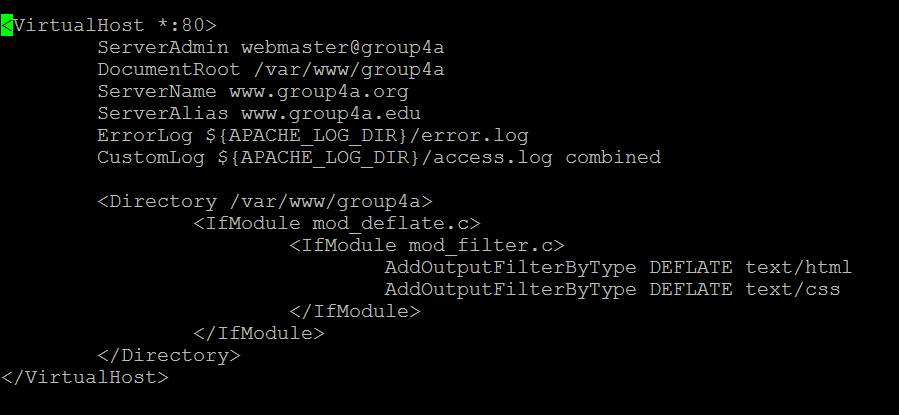 <VirtualHost *:80>
ServerAdmin webmaster@group4a
DocumentRoot /var/www/group4a
ServerName www.group4a.org
ServerAlias www.group4a.edu
ErrorLog ${APACHE_LOG_DIR}/error.log
CustomLog ${APACHE_LOG_DIR}/access.log combined
<Directory /var/www/group4a>
<IfModule mod_deflate.c>
<IfModule mod_filter.c>
AddOutputFilterByType DEFLATE text/html
AddOutputFilterByType DEFLATE text/css
</IfModule>
</IfModule>
</Directory>
</VirtualHost>